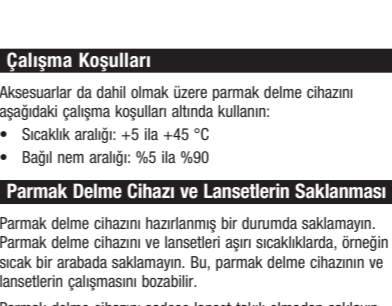 Çalışma Koşulları
Aksesuarlar da dahil olmak üzere parmak delme cihazını
aşağıdaki çalışma koşulları altında kullanın:
• Sıcaklık aralığı: +5 ila +45 °C
• Bağıl nem aralığı: %5 ila %90
Parmak Delme Cihazı ve Lansetlerin Saklanması
Parmak delme cihazını hazırlanmış bir durumda saklamayın.
Parmak delme cihazını ve lansetleri aşırı sıcaklıklarda, örneğin
sıcak bir arabada saklamayın. Bu, parmak delme cihazının ve
lansetlerin çalışmasını bozabilir.
Parmak delme cihazını sadece lanset takılı olmadan saklayın